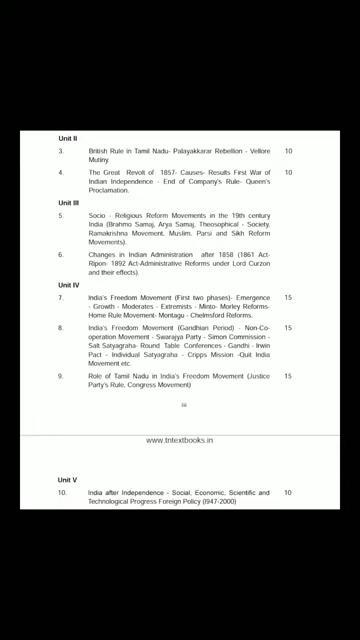 Unit II
3. British Rule in Tamil Nadu- Palayakkarar Rebellion - Vellore 10
Mutiny.
4. The Great Revolt of 1857- Causes- Results First War of 10
Indian Independence - End of Company's Rule- Queen's
Proclamation.
Unit III
5. Socio - Religious Reform Movements in the 19th century
India (Brahmo Samaj, Arya Samaj, Theosophical - Society,
Ramakrishna Movement, Muslim, Parsi and Sikh Reform
Movements).
6. Changes in Indian Administration after 1858 (1861 Act-
Ripon- 1892 Act-Administrative Reforms under Lord Curzon
and their effects).
Unit IV
7. India's Freedom Movement (First two phases)- Emergence 15
- Growth - Moderates - Extremists - Minto- Morley Reforms-
Home Rule Movement- Montagu - Chelmsford Reforms.
8. India's Freedom Movement (Gandhian Period) - Non-Co- 15
operation Movement - Swarajya Party - Simon Commission -
Salt Satyagraha- Round Table Conferences - Gandhi - Irwin
Pact - Individual Satyagraha - Cripps Mission -Quit India
Movement etc.
9. Role of Tamil Nadu in India's Freedom Movement (Justice 15
Party's Rule, Congress Movement)
iii
www.tntextbooks.in
Unit V
10. India after Independence - Social, Economic, Scientific and 10
Technological Progress Foreign Policy (l947-2000)